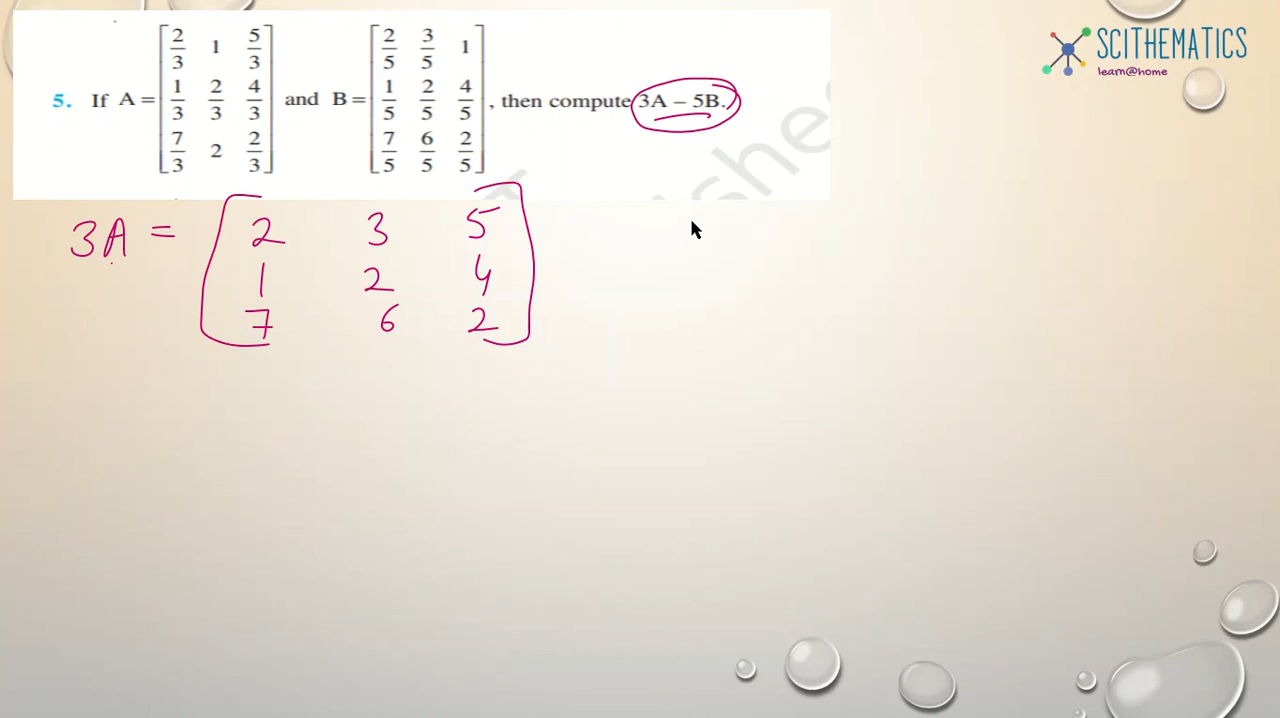 SCITHEMATICS
learn@home
5. If A = [2/3 1 5/3
1/3 2/3 4/3
7/3 2 2/3] and B = [2/5 3/5 1
1/5 2/5 4/5
7/5 6/5 2/5], then compute 3A – 5B.
3A = [2 3 5
1 2 4
7 6 2]